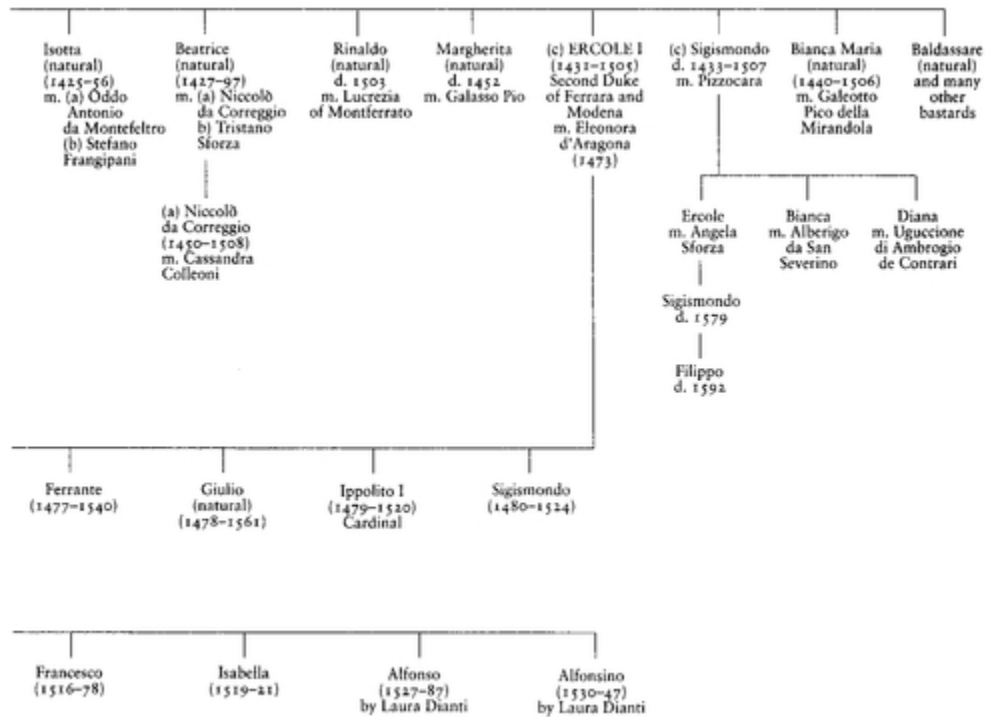 Isotta
(natural)
(1425–56)
m. (a) Oddo
Antonio
da Montefeltro
(b) Stefano
Frangipani
Beatrice
(natural)
(1427–97)
m. (a) Niccolò
da Correggio
b) Tristano
Sforza
Rinaldo
(natural)
d. 1503
m. Lucrezia
of Montferrato
Margherita
(natural)
d. 1452
m. Galasso Pio
(c) ERCOLE I
(1431–1505)
Second Duke
of Ferrara and
Modena
m. Eleonora
d'Aragona
(1473)
(c) Sigismondo
d. 1433–1507
m. Pizzocara
Bianca Maria
(natural)
(1440–1506)
m. Galeotto
Pico della
Mirandola
Baldassare
(natural)
and many
other
bastards
(a) Niccolò
da Correggio
(1450–1508)
m. Cassandra
Colleoni
Ercole
m. Angela
Sforza
Bianca
m. Alberigo
da San
Severino
Diana
m. Uguccione
di Ambrogio
de Contrari
Sigismondo
d. 1579
Filippo
d. 1592
Ferrante
(1477–1540)
Giulio
(natural)
(1478–1561)
Ippolito I
(1479–1520)
Cardinal
Sigismondo
(1480–1524)
Francesco
(1516–78)
Isabella
(1519–21)
Alfonso
(1527–87)
by Laura Dianti
Alfonsino
(1530–47)
by Laura Dianti